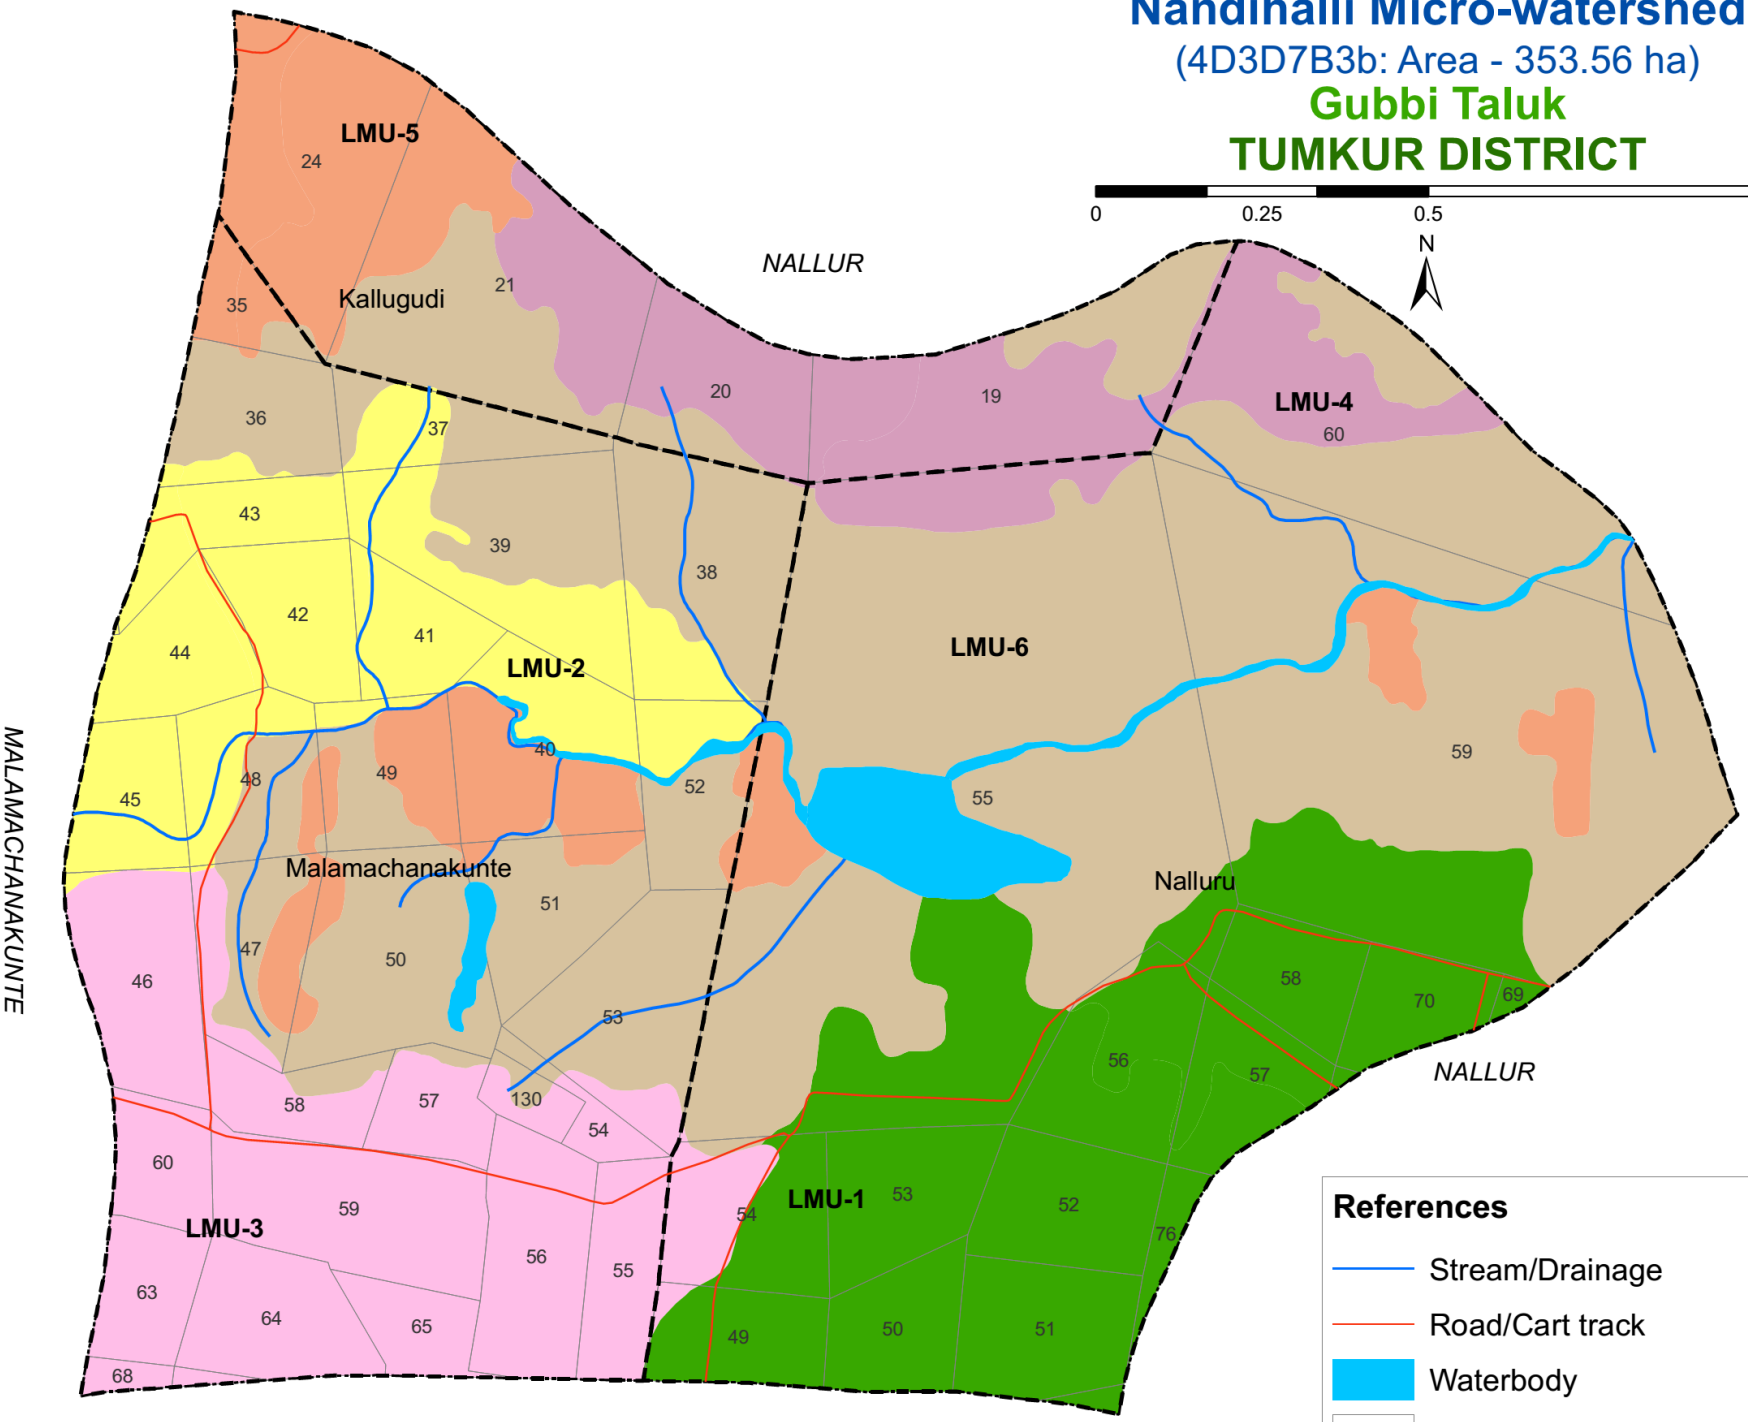 Nandihalli Micro-watershed
(4D3D7B3b: Area - 353.56 ha)
Gubbi Taluk
TUMKUR DISTRICT
0 0.25 0.5
N
LMU-5
24
NALLUR
21
Kallugudi
35
20
19
LMU-4
60
36
37
43
39
38
42
41
44
LMU-2
LMU-6
MALAMACHANAKUNTE
40
59
48
49
52
45
55
Malamachanakunte
Nalluru
51
47
50
46
58
70
69
53
56
57
NALLUR
58
57
130
54
60
59
LMU-3
54
LMU-1
53
52
76
56
55
63
64
65
49
50
51
68
References
Stream/Drainage
Road/Cart track
Waterbody